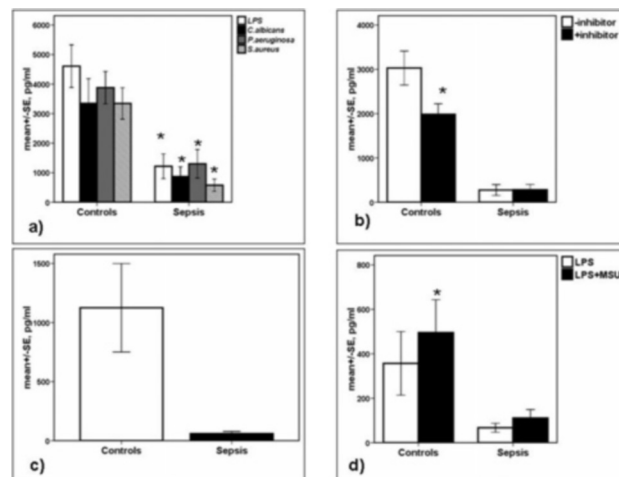 LPS
C.albicans
P.aeruginosa
S.aureus
mean+/-SE, pg/ml
6000
5000
4000
3000
2000
1000
0
*
*
*
*
Controls
Sepsis
a)
-inhibitor
+inhibitor
mean+/-SE, pg/ml
4000
3000
2000
1000
0
*
Controls
Sepsis
b)
mean+/-SE, pg/ml
1500
1000
500
0
Controls
Sepsis
c)
LPS
LPS+MSU
mean+/-SE, pg/ml
800
600
400
200
0
*
Controls
Sepsis
d)